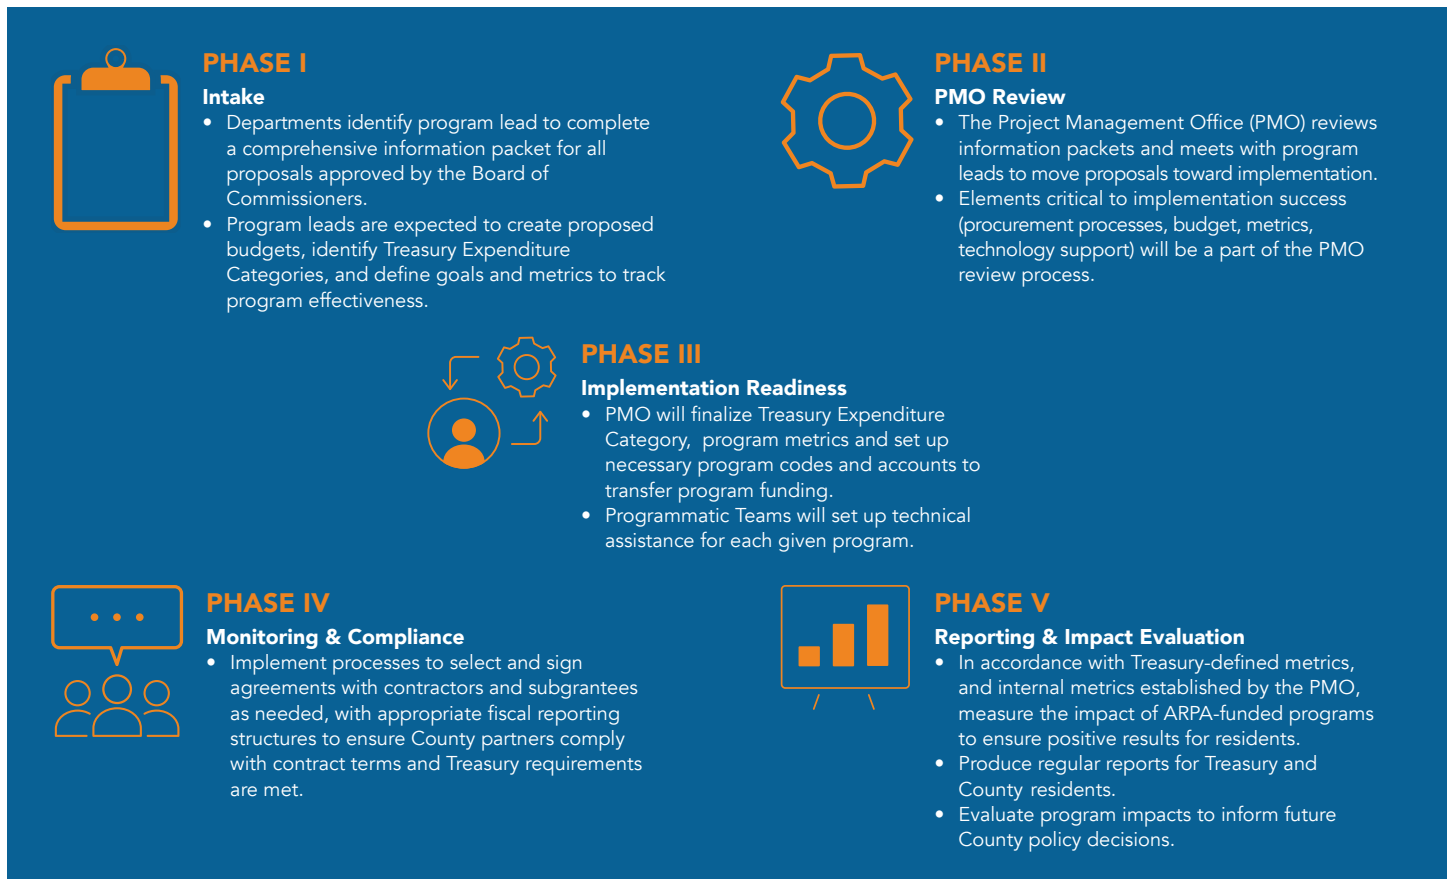 PHASE I
Intake
• Departments identify program lead to complete
a comprehensive information packet for all
proposals approved by the Board of
Commissioners.
• Program leads are expected to create proposed
budgets, identify Treasury Expenditure
Categories, and define goals and metrics to track
program effectiveness.
PHASE II
PMO Review
• The Project Management Office (PMO) reviews
information packets and meets with program
leads to move proposals toward implementation.
• Elements critical to implementation success
(procurement processes, budget, metrics,
technology support) will be a part of the PMO
review process.
PHASE III
Implementation Readiness
• PMO will finalize Treasury Expenditure
Category,  program metrics and set up
necessary program codes and accounts to
transfer program funding.
• Programmatic Teams will set up technical
assistance for each given program.
PHASE IV
Monitoring & Compliance
• Implement processes to select and sign
agreements with contractors and subgrantees
as needed, with appropriate fiscal reporting
structures to ensure County partners comply
with contract terms and Treasury requirements
are met.
PHASE V
Reporting & Impact Evaluation
• In accordance with Treasury-defined metrics,
and internal metrics established by the PMO,
measure the impact of ARPA-funded programs
to ensure positive results for residents.
• Produce regular reports for Treasury and
County residents.
• Evaluate program impacts to inform future
County policy decisions.